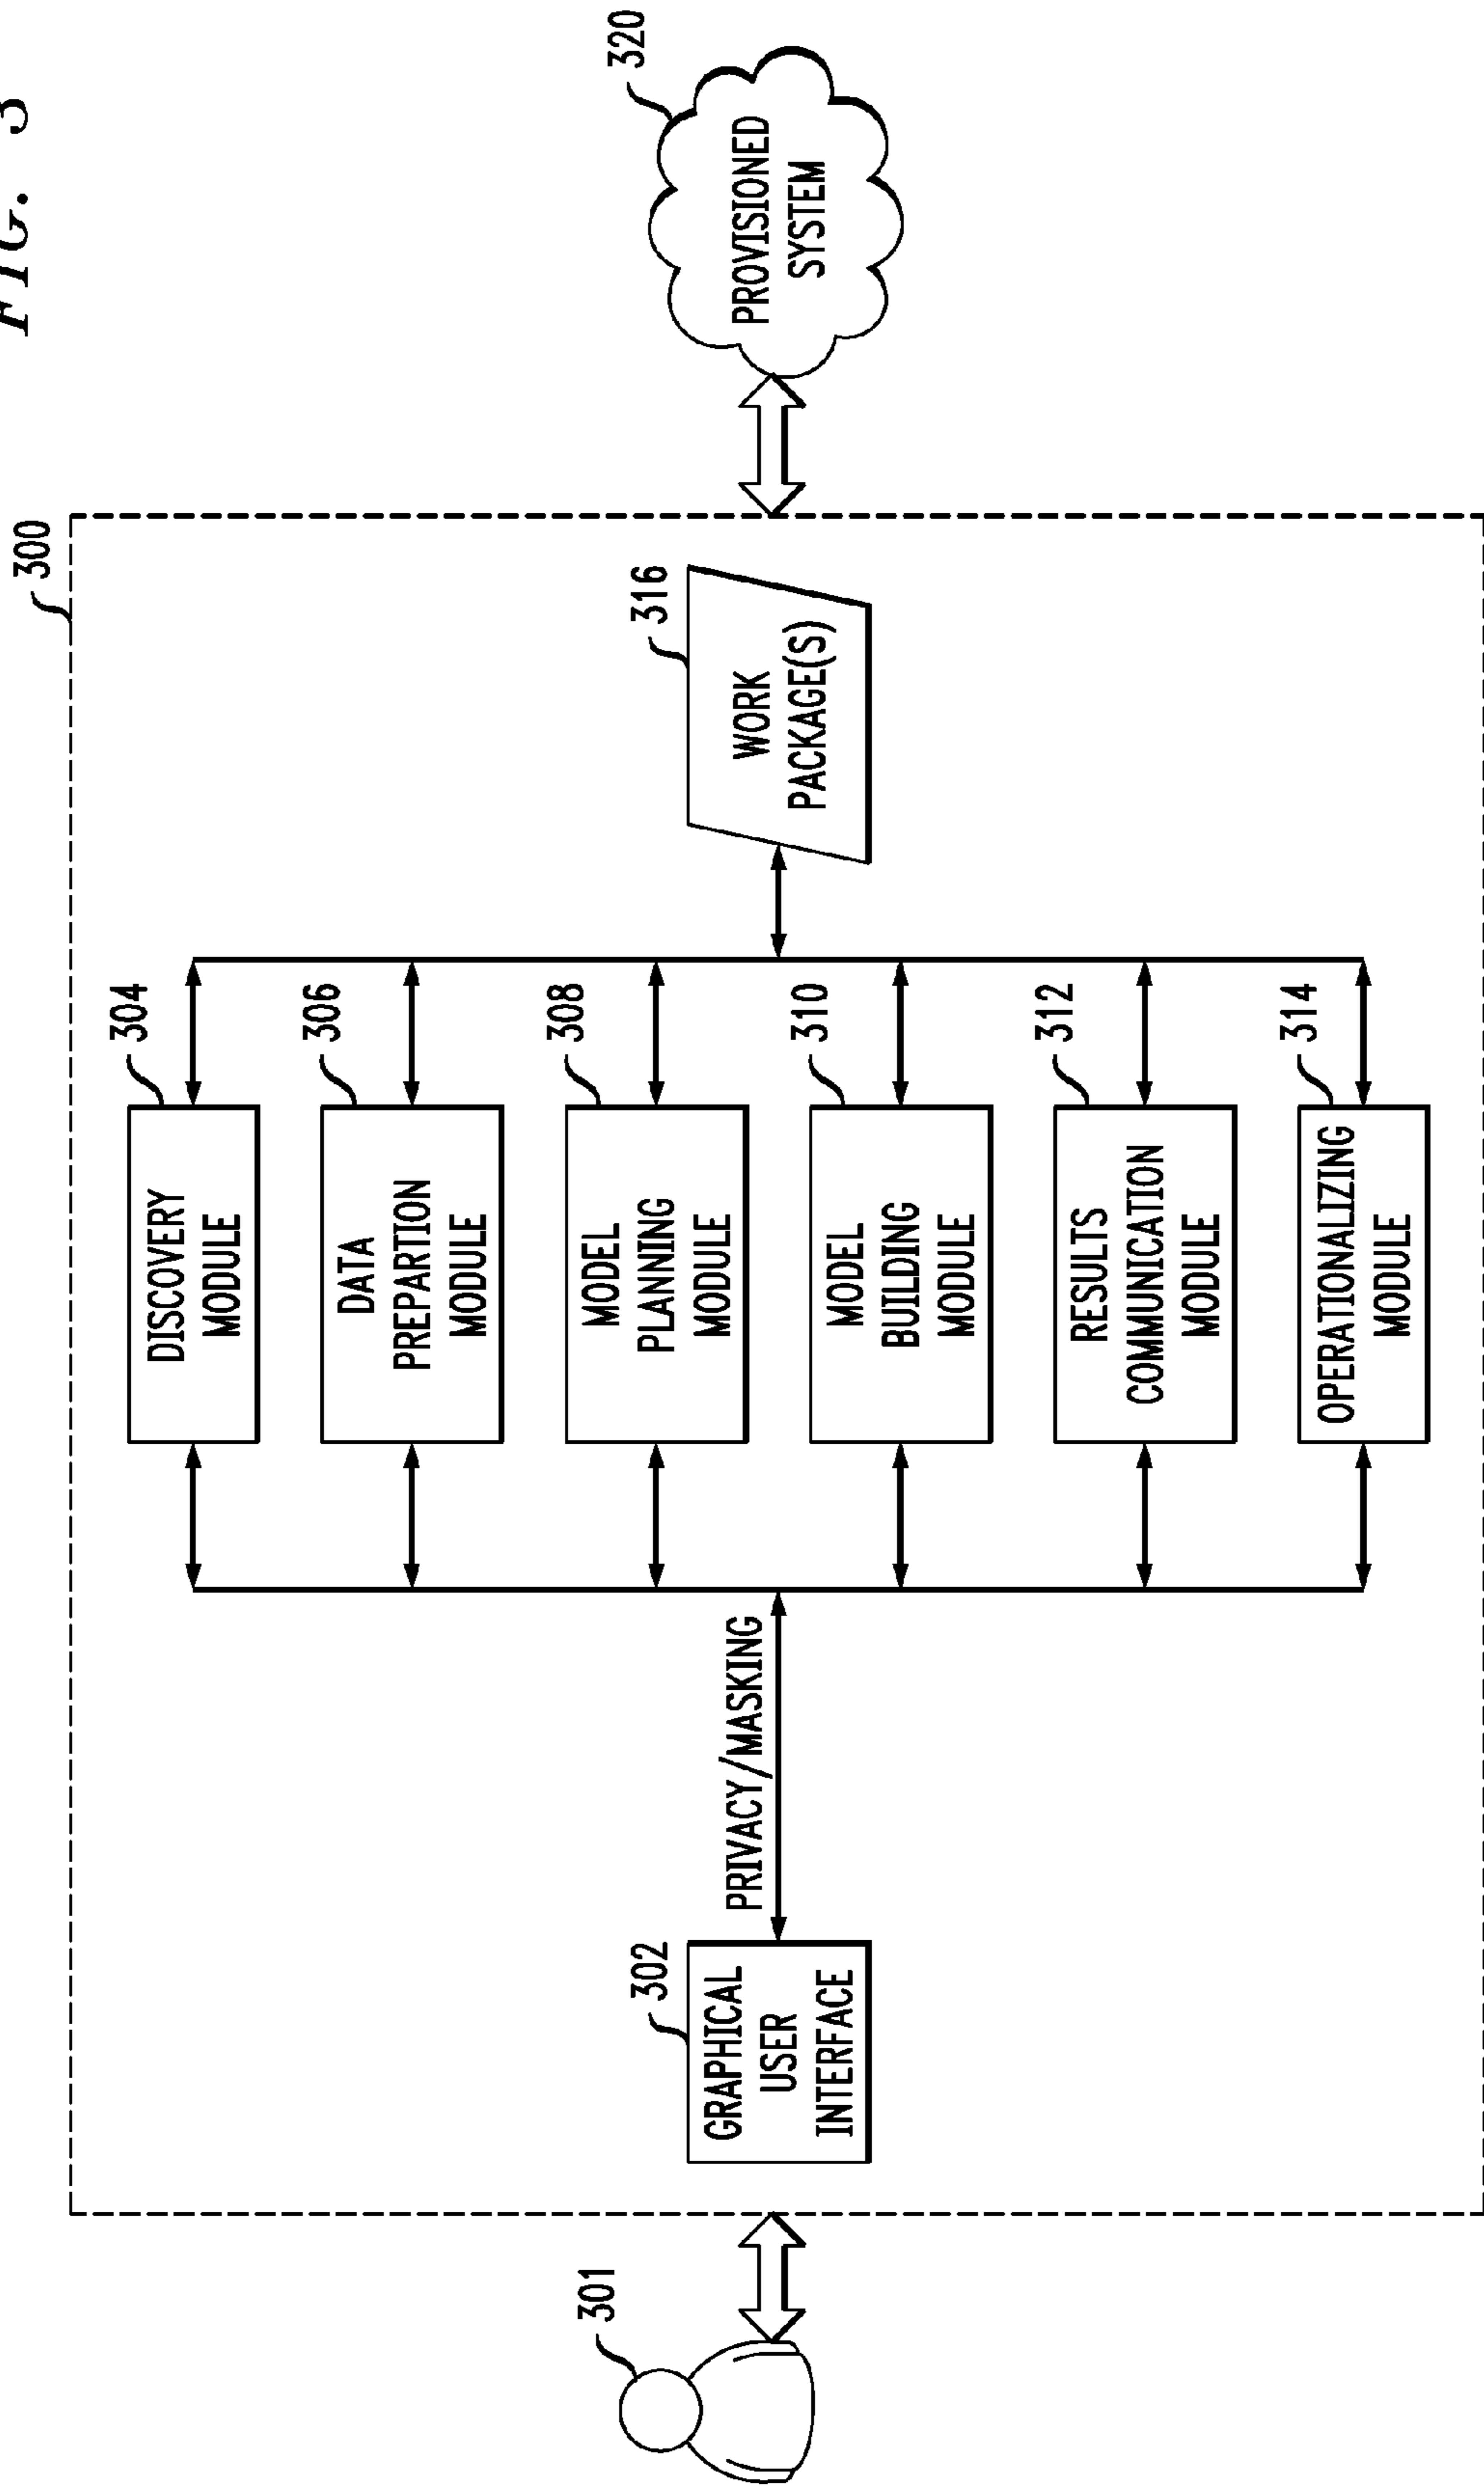 FIG. 3
300
304
DISCOVERY
MODULE
306
DATA
PREPARTION
MODULE
308
MODEL
PLANNING
MODULE
310
MODEL
BUILDING
MODULE
312
RESULTS
COMMUNICATION
MODULE
314
OPERATIONALIZING
MODULE
301
302
GRAPHICAL
USER
INTERFACE
PRIVACY/MASKING
316
WORK
PACKAGE(S)
320
PROVISIONED
SYSTEM